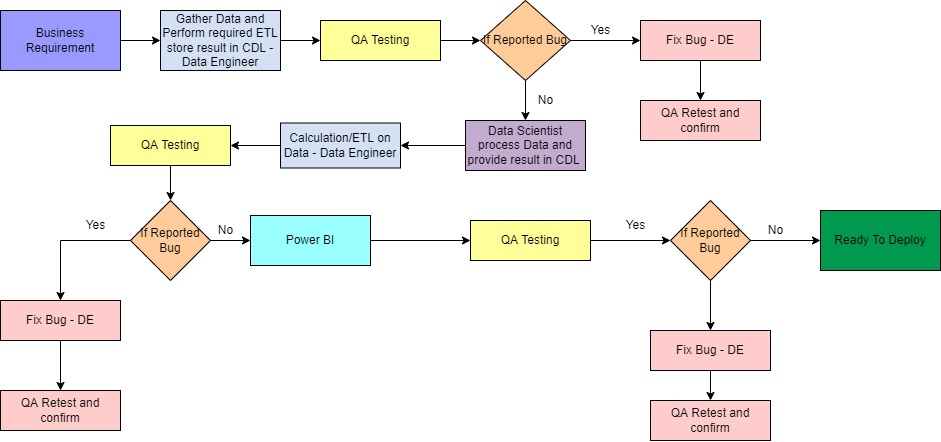 Business
Requirement
Gather Data and
Perform required ETL
store result in CDL -
Data Engineer
QA Testing
If Reported Bug
Yes
Fix Bug - DE
No
QA Retest and
confirm
Data Scientist
process Data and
provide result in CDL
Calculation/ETL on
Data - Data Engineer
QA Testing
Yes
If Reported
Bug
No
Power BI
QA Testing
Yes
If Reported
Bug
No
Ready To Deploy
Fix Bug - DE
Fix Bug - DE
QA Retest and
confirm
QA Retest and
confirm